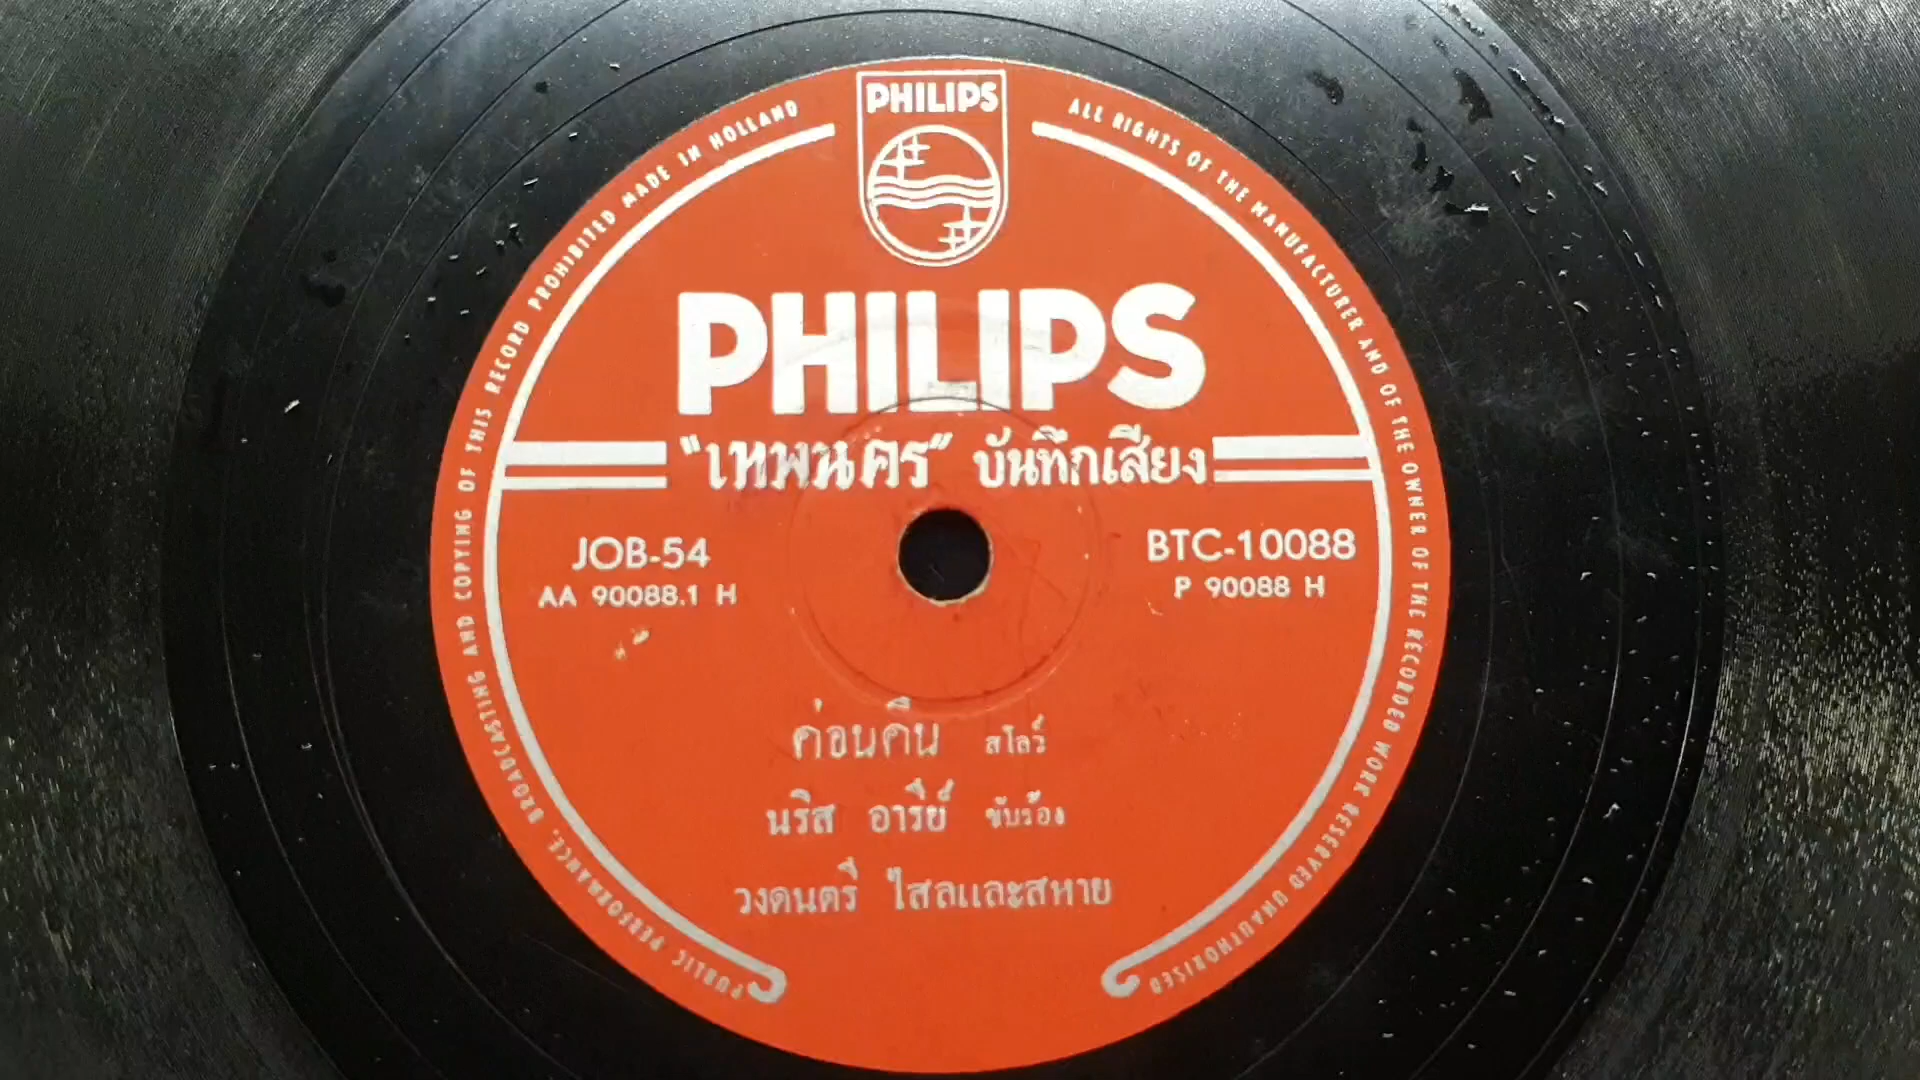 PHILIPS
ALL RIGHTS OF THE MANUFACTURER AND OF THE OWNER OF THE RECORDED WORK RESERVED UNAUTHORISED
PUBLIC PERFORMANCE, BROADCASTING AND COPYING OF THIS RECORD PROHIBITED MADE IN HOLLAND
PHILIPS
"เทพนคร" บันทึกเสียง
JOB-54 BTC-10088
AA 90088.1 H P 90088 H
ค่อนคืน สโลว์
นริส อารีย์ ขับร้อง
วงดนตรี ไสลและสหาย